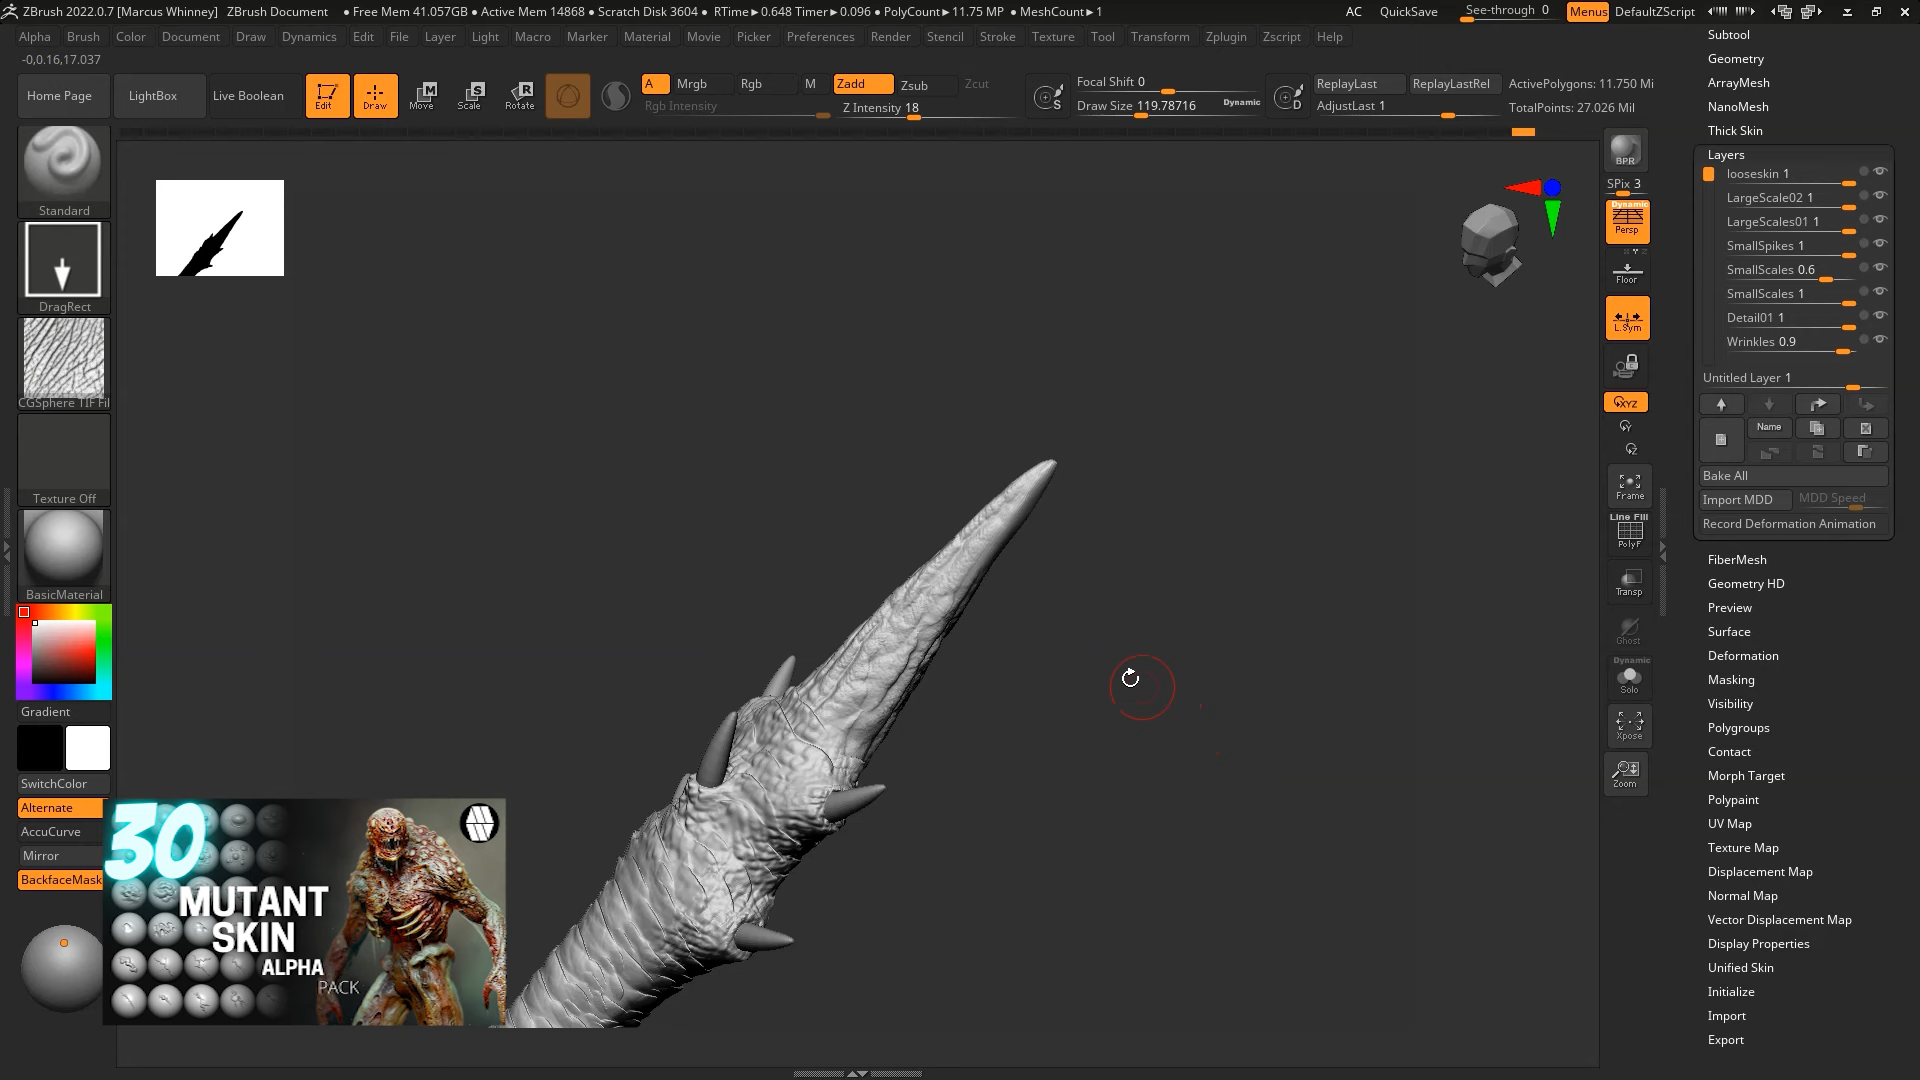 ZBrush 2022.0.7 [Marcus Whinney] ZBrush Document • Free Mem 41.057GB • Active Mem 14868 • Scratch Disk 3604 • RTime►0.648 Timer►0.096 • PolyCount►11.75 MP • MeshCount►1 AC QuickSave See-through 0 Menus DefaultZScript
Alpha Brush Color Document Draw Dynamics Edit File Layer Light Macro Marker Material Movie Picker Preferences Render Stencil Stroke Texture Tool Transform Zplugin Zscript Help
-0,0.16,17.037
Home Page LightBox Live Boolean Edit Draw Move Scale Rotate
A Mrgb Rgb M Zadd Zsub Zcut
Rgb Intensity Z Intensity 18
Focal Shift 0
Draw Size 119.78716 Dynamic
S
D
ReplayLast ReplayLastRel ActivePolygons: 11.750 Mi
AdjustLast 1 TotalPoints: 27.026 Mil
Standard
DragRect
CGSphere TIF Fil
Texture Off
BasicMaterial
Gradient
SwitchColor
Alternate
AccuCurve
Mirror
BackfaceMask
30
MUTANT
SKIN
ALPHA
PACK
BPR
SPix 3
Dynamic
Persp
Floor
L.Sym
XYZ
Y
Z
Frame
Line Fill
PolyF
Transp
Ghost
Dynamic
Solo
Xpose
Zoom
Subtool
Geometry
ArrayMesh
NanoMesh
Thick Skin
Layers
looseskin 1
LargeScale02 1
LargeScales01 1
SmallSpikes 1
SmallScales 0.6
SmallScales 1
Detail01 1
Wrinkles 0.9
Untitled Layer 1
Name
Bake All
Import MDD MDD Speed
Record Deformation Animation
FiberMesh
Geometry HD
Preview
Surface
Deformation
Masking
Visibility
Polygroups
Contact
Morph Target
Polypaint
UV Map
Texture Map
Displacement Map
Normal Map
Vector Displacement Map
Display Properties
Unified Skin
Initialize
Import
Export